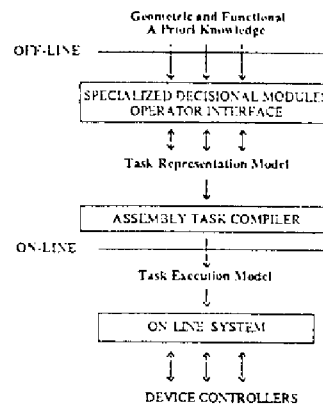 Geometric and Functional
A Priori Knowledge
OFF-LINE
SPECIALIZED DECISIONAL MODULES
OPERATOR INTERFACE
Task Representation Model
ASSEMBLY TASK COMPILER
ON-LINE
Task Execution Model
ON LINE SYSTEM
DEVICE CONTROLLERS